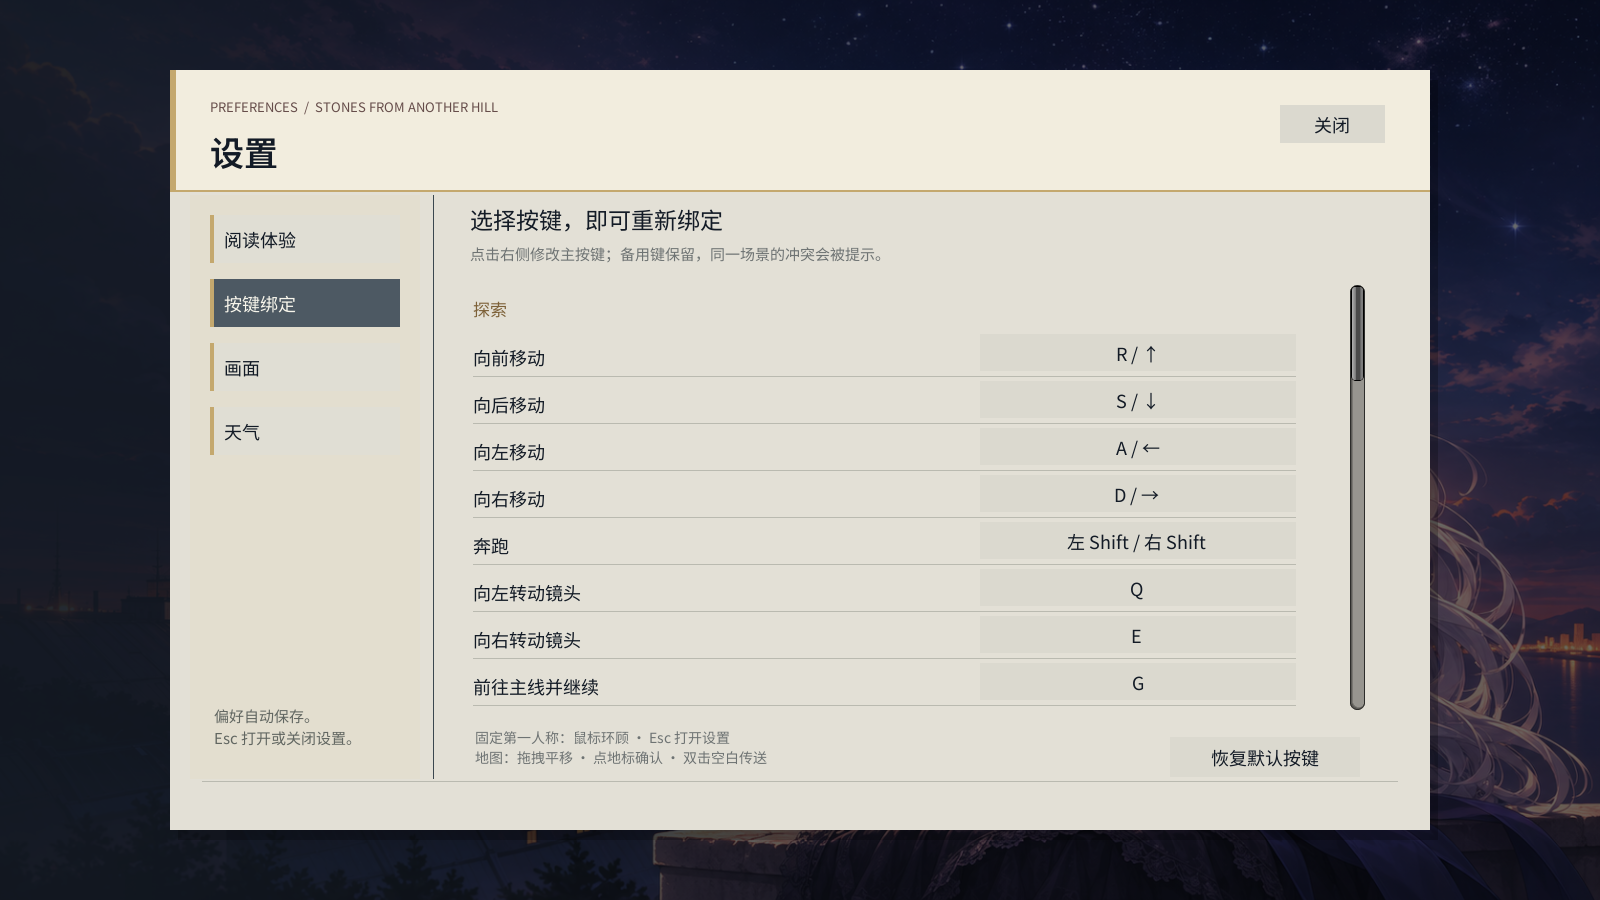 PREFERENCES / STONES FROM ANOTHER HILL
设置
关闭
阅读体验
按键绑定
画面
天气
偏好自动保存。
Esc 打开或关闭设置。
选择按键，即可重新绑定
点击右侧修改主按键；备用键保留，同一场景的冲突会被提示。
探索
向前移动 R / ↑
向后移动 S / ↓
向左移动 A / ←
向右移动 D / →
奔跑 左 Shift / 右 Shift
向左转动镜头 Q
向右转动镜头 E
前往主线并继续 G
固定第一人称：鼠标环顾 · Esc 打开设置
地图：拖拽平移 · 点地标确认 · 双击空白传送
恢复默认按键